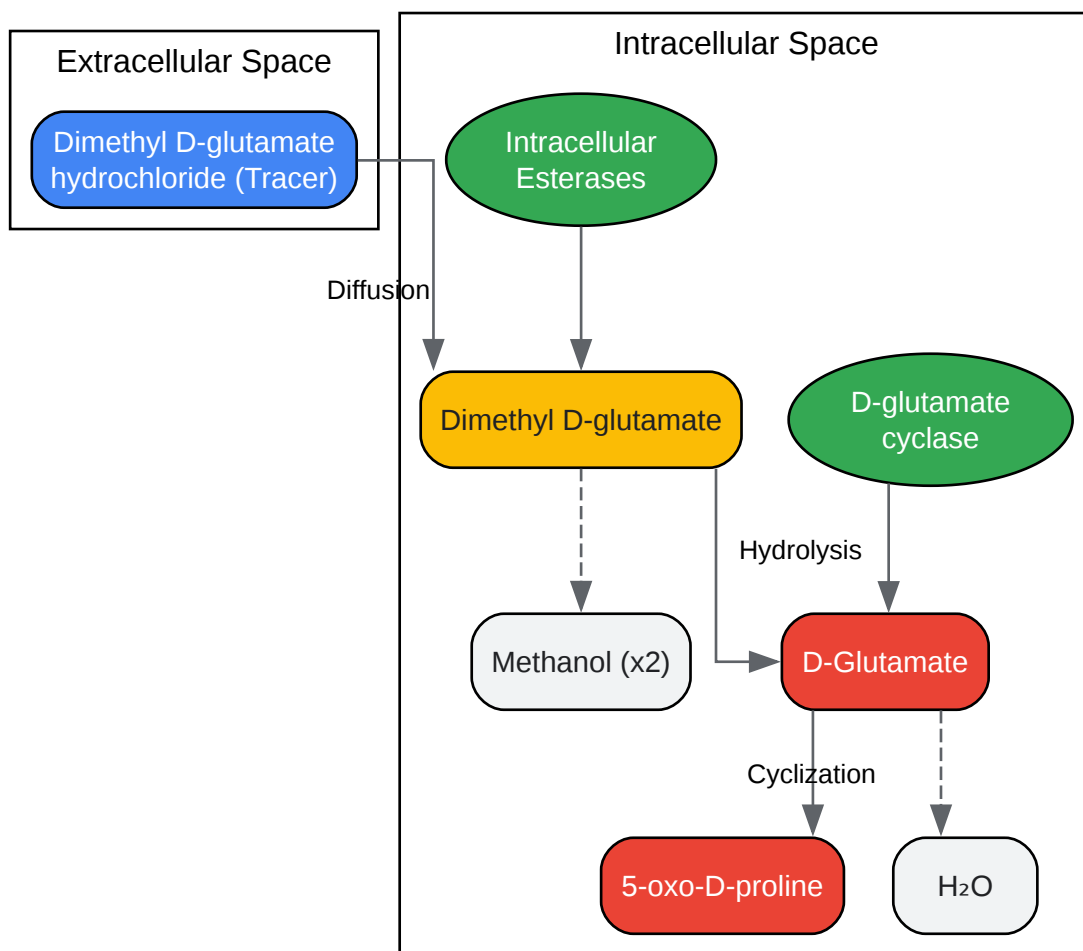 Extracellular Space
Dimethyl D-glutamate
hydrochloride (Tracer)
Intracellular Space
Intracellular
Esterases
Diffusion
Dimethyl D-glutamate
D-glutamate
cyclase
Hydrolysis
Methanol (x2)
D-Glutamate
Cyclization
5-oxo-D-proline
H₂O